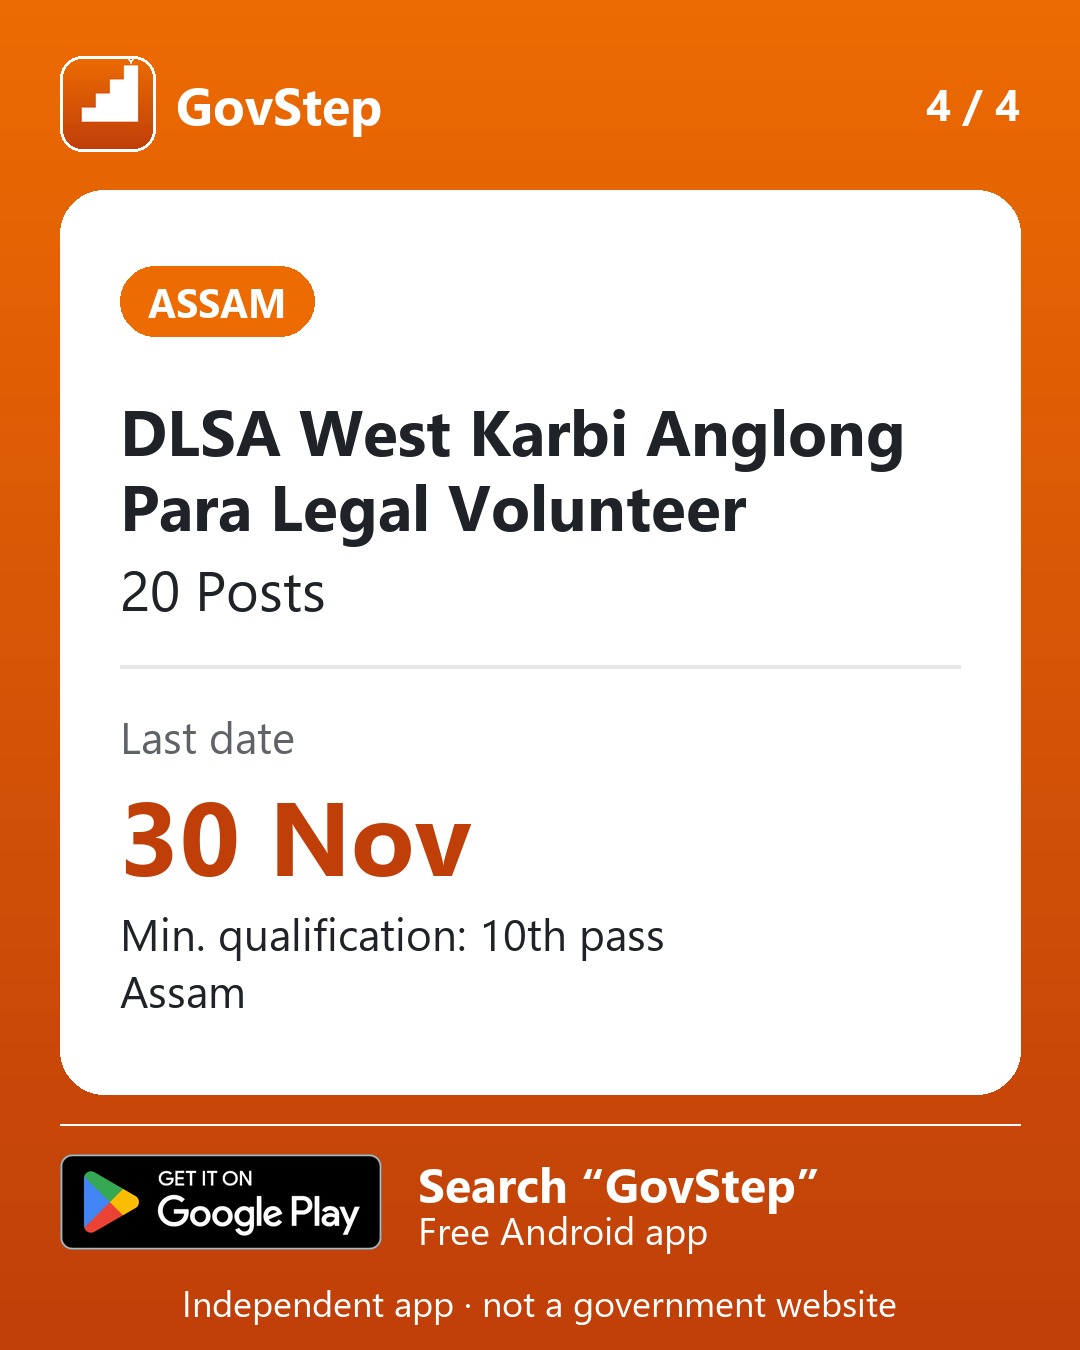 GovStep
4 / 4
ASSAM
DLSA West Karbi Anglong
Para Legal Volunteer
20 Posts
Last date
30 Nov
Min. qualification: 10th pass
Assam
GET IT ON
Google Play
Search “GovStep”
Free Android app
Independent app · not a government website